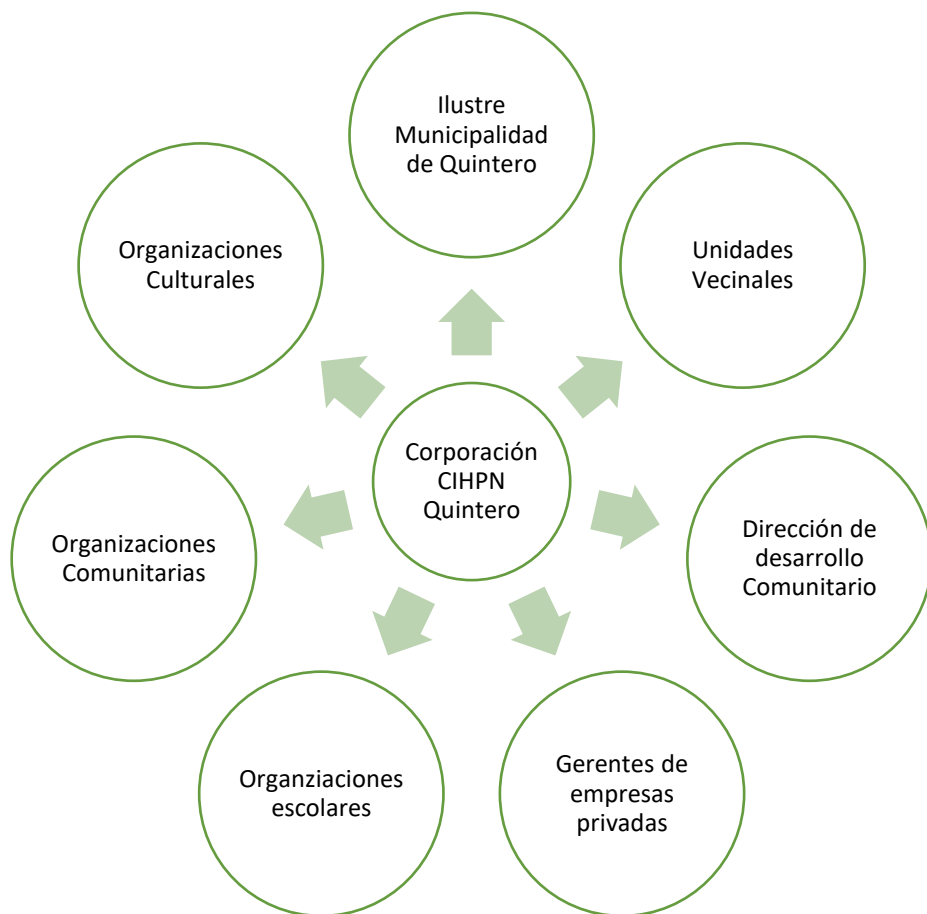 Ilustre
Municipalidad
de Quintero
Organizaciones
Culturales
Unidades
Vecinales
Corporación
CIHPN
Quintero
Organizaciones
Comunitarias
Dirección de
desarrollo
Comunitario
Organziaciones
escolares
Gerentes de
empresas
privadas